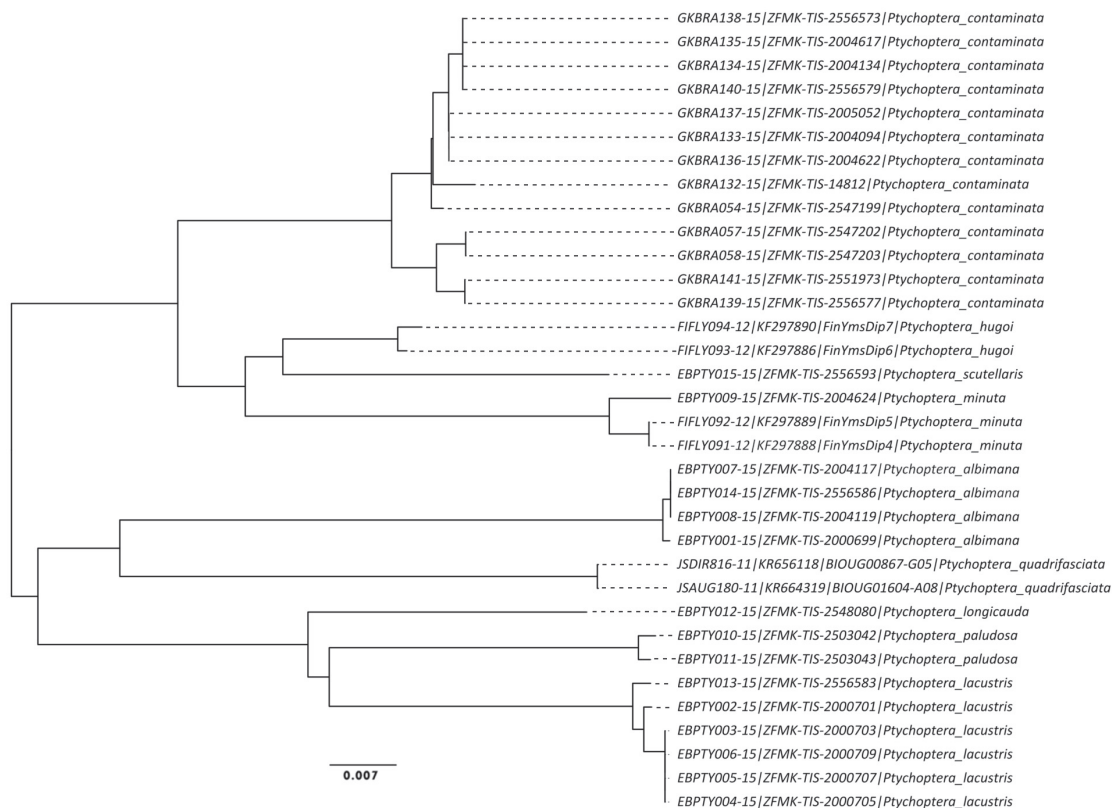 GKBRA138-15|ZFMK-TIS-2556573|Ptychoptera_contaminata
GKBRA135-15|ZFMK-TIS-2004617|Ptychoptera_contaminata
GKBRA134-15|ZFMK-TIS-2004134|Ptychoptera_contaminata
GKBRA140-15|ZFMK-TIS-2556579|Ptychoptera_contaminata
GKBRA137-15|ZFMK-TIS-2005052|Ptychoptera_contaminata
GKBRA133-15|ZFMK-TIS-2004094|Ptychoptera_contaminata
GKBRA136-15|ZFMK-TIS-2004622|Ptychoptera_contaminata
GKBRA132-15|ZFMK-TIS-14812|Ptychoptera_contaminata
GKBRA054-15|ZFMK-TIS-2547199|Ptychoptera_contaminata
GKBRA057-15|ZFMK-TIS-2547202|Ptychoptera_contaminata
GKBRA058-15|ZFMK-TIS-2547203|Ptychoptera_contaminata
GKBRA141-15|ZFMK-TIS-2551973|Ptychoptera_contaminata
GKBRA139-15|ZFMK-TIS-2556577|Ptychoptera_contaminata
FIFLY094-12|KF297890|FinYmsDip7|Ptychoptera_hugoi
FIFLY093-12|KF297886|FinYmsDip6|Ptychoptera_hugoi
EBPTY015-15|ZFMK-TIS-2556593|Ptychoptera_scutellaris
EBPTY009-15|ZFMK-TIS-2004624|Ptychoptera_minuta
FIFLY092-12|KF297889|FinYmsDip5|Ptychoptera_minuta
FIFLY091-12|KF297888|FinYmsDip4|Ptychoptera_minuta
EBPTY007-15|ZFMK-TIS-2004117|Ptychoptera_albimana
EBPTY014-15|ZFMK-TIS-2556586|Ptychoptera_albimana
EBPTY008-15|ZFMK-TIS-2004119|Ptychoptera_albimana
EBPTY001-15|ZFMK-TIS-2000699|Ptychoptera_albimana
JSDIR816-11|KR656118|BIOUG00867-G05|Ptychoptera_quadrifasciata
JSAUG180-11|KR664319|BIOUG01604-A08|Ptychoptera_quadrifasciata
EBPTY012-15|ZFMK-TIS-2548080|Ptychoptera_longicauda
EBPTY010-15|ZFMK-TIS-2503042|Ptychoptera_paludosa
EBPTY011-15|ZFMK-TIS-2503043|Ptychoptera_paludosa
EBPTY013-15|ZFMK-TIS-2556583|Ptychoptera_lacustris
EBPTY002-15|ZFMK-TIS-2000701|Ptychoptera_lacustris
EBPTY003-15|ZFMK-TIS-2000703|Ptychoptera_lacustris
EBPTY006-15|ZFMK-TIS-2000709|Ptychoptera_lacustris
EBPTY005-15|ZFMK-TIS-2000707|Ptychoptera_lacustris
EBPTY004-15|ZFMK-TIS-2000705|Ptychoptera_lacustris
0.007